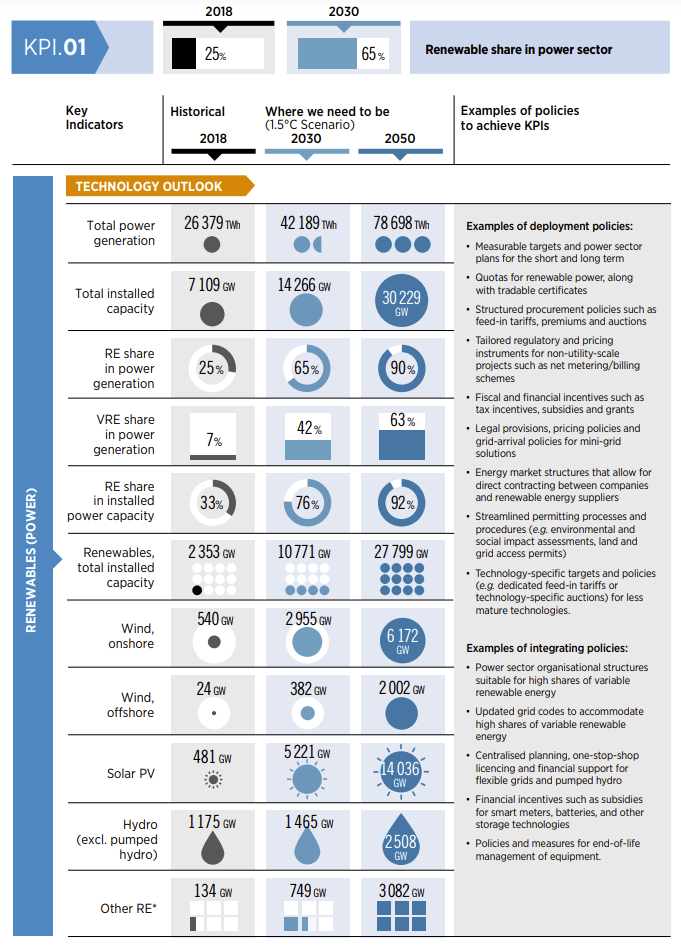 KPI.01
2018
25%
2030
65%
Renewable share in power sector
Key
Indicators
Historical
2018
Where we need to be
(1.5°C Scenario)
2030
2050
Examples of policies
to achieve KPIs
RENEWABLES (POWER)
TECHNOLOGY OUTLOOK
Total power
generation
26 379 TWh
42 189 TWh
78 698 TWh
Total installed
capacity
7 109 GW
14 266 GW
30 229
GW
RE share
in power
generation
25%
65%
90%
VRE share
in power
generation
7%
42%
63%
RE share
in installed
power capacity
33%
76%
92%
Renewables,
total installed
capacity
2 353 GW
10 771 GW
27 799 GW
Wind,
onshore
540 GW
2 955 GW
6 172
GW
Wind,
offshore
24 GW
382 GW
2 002 GW
Solar PV
481 GW
5 221 GW
14 036
GW
Hydro
(excl. pumped
hydro)
1 175 GW
1 465 GW
2 508
GW
Other RE*
134 GW
749 GW
3 082 GW
Examples of deployment policies:
• Measurable targets and power sector
plans for the short and long term
• Quotas for renewable power, along
with tradable certificates
• Structured procurement policies such as
feed-in tariffs, premiums and auctions
• Tailored regulatory and pricing
instruments for non-utility-scale
projects such as net metering/billing
schemes
• Fiscal and financial incentives such as
tax incentives, subsidies and grants
• Legal provisions, pricing policies and
grid-arrival policies for mini-grid
solutions
• Energy market structures that allow for
direct contracting between companies
and renewable energy suppliers
• Streamlined permitting processes and
procedures (e.g. environmental and
social impact assessments, land and
grid access permits)
• Technology-specific targets and policies
(e.g. dedicated feed-in tariffs or
technology-specific auctions) for less
mature technologies.
Examples of integrating policies:
• Power sector organisational structures
suitable for high shares of variable
renewable energy
• Updated grid codes to accommodate
high shares of variable renewable
energy
• Centralised planning, one-stop-shop
licencing and financial support for
flexible grids and pumped hydro
• Financial incentives such as subsidies
for smart meters, batteries, and other
storage technologies
• Policies and measures for end-of-life
management of equipment.